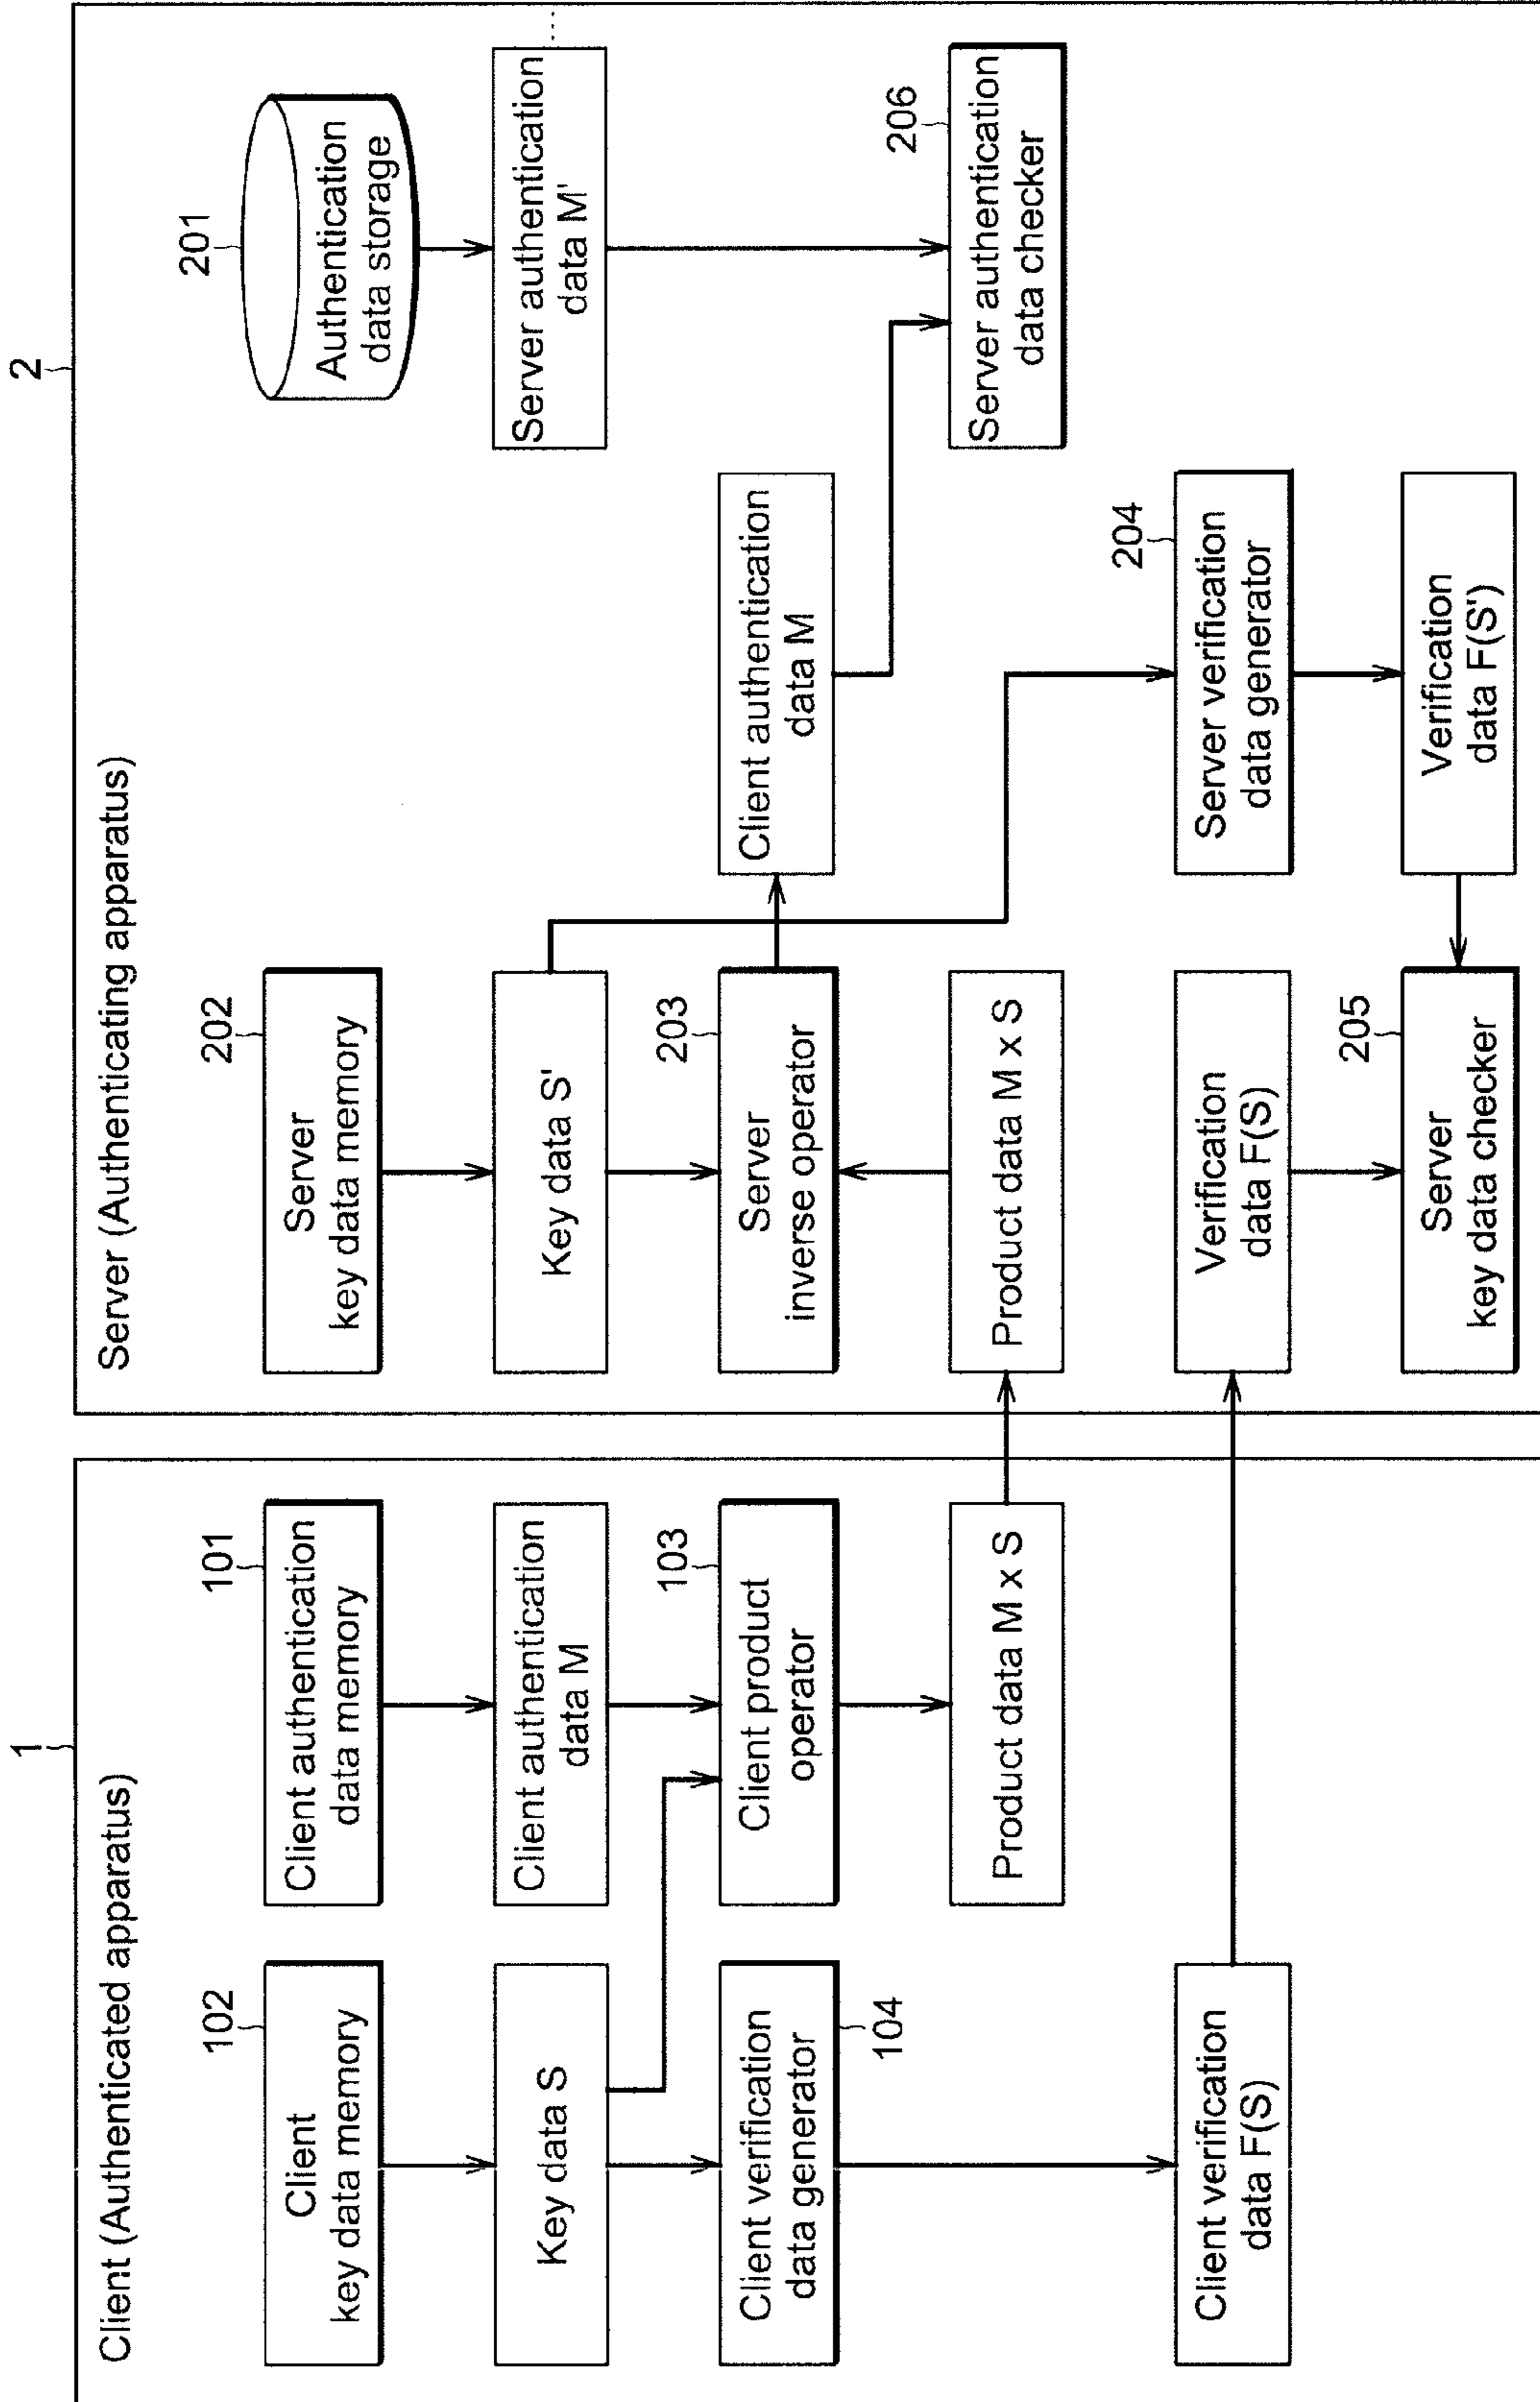 1
Client (Authenticated apparatus)
102
Client
key data memory
Key data S
Client verification
data generator
104
Client verification
data F(S)
101
Client authentication
data memory
Client authentication
data M
103
Client product
operator
Product data M x S
2
Server (Authenticating apparatus)
202
Server
key data memory
Key data S'
203
Server
inverse operator
Product data M x S
Verification
data F(S)
205
Server
key data checker
Client authentication
data M
204
Server verification
data generator
Verification
data F(S')
201
Authentication
data storage
Server authentication
data M'
206
Server authentication
data checker